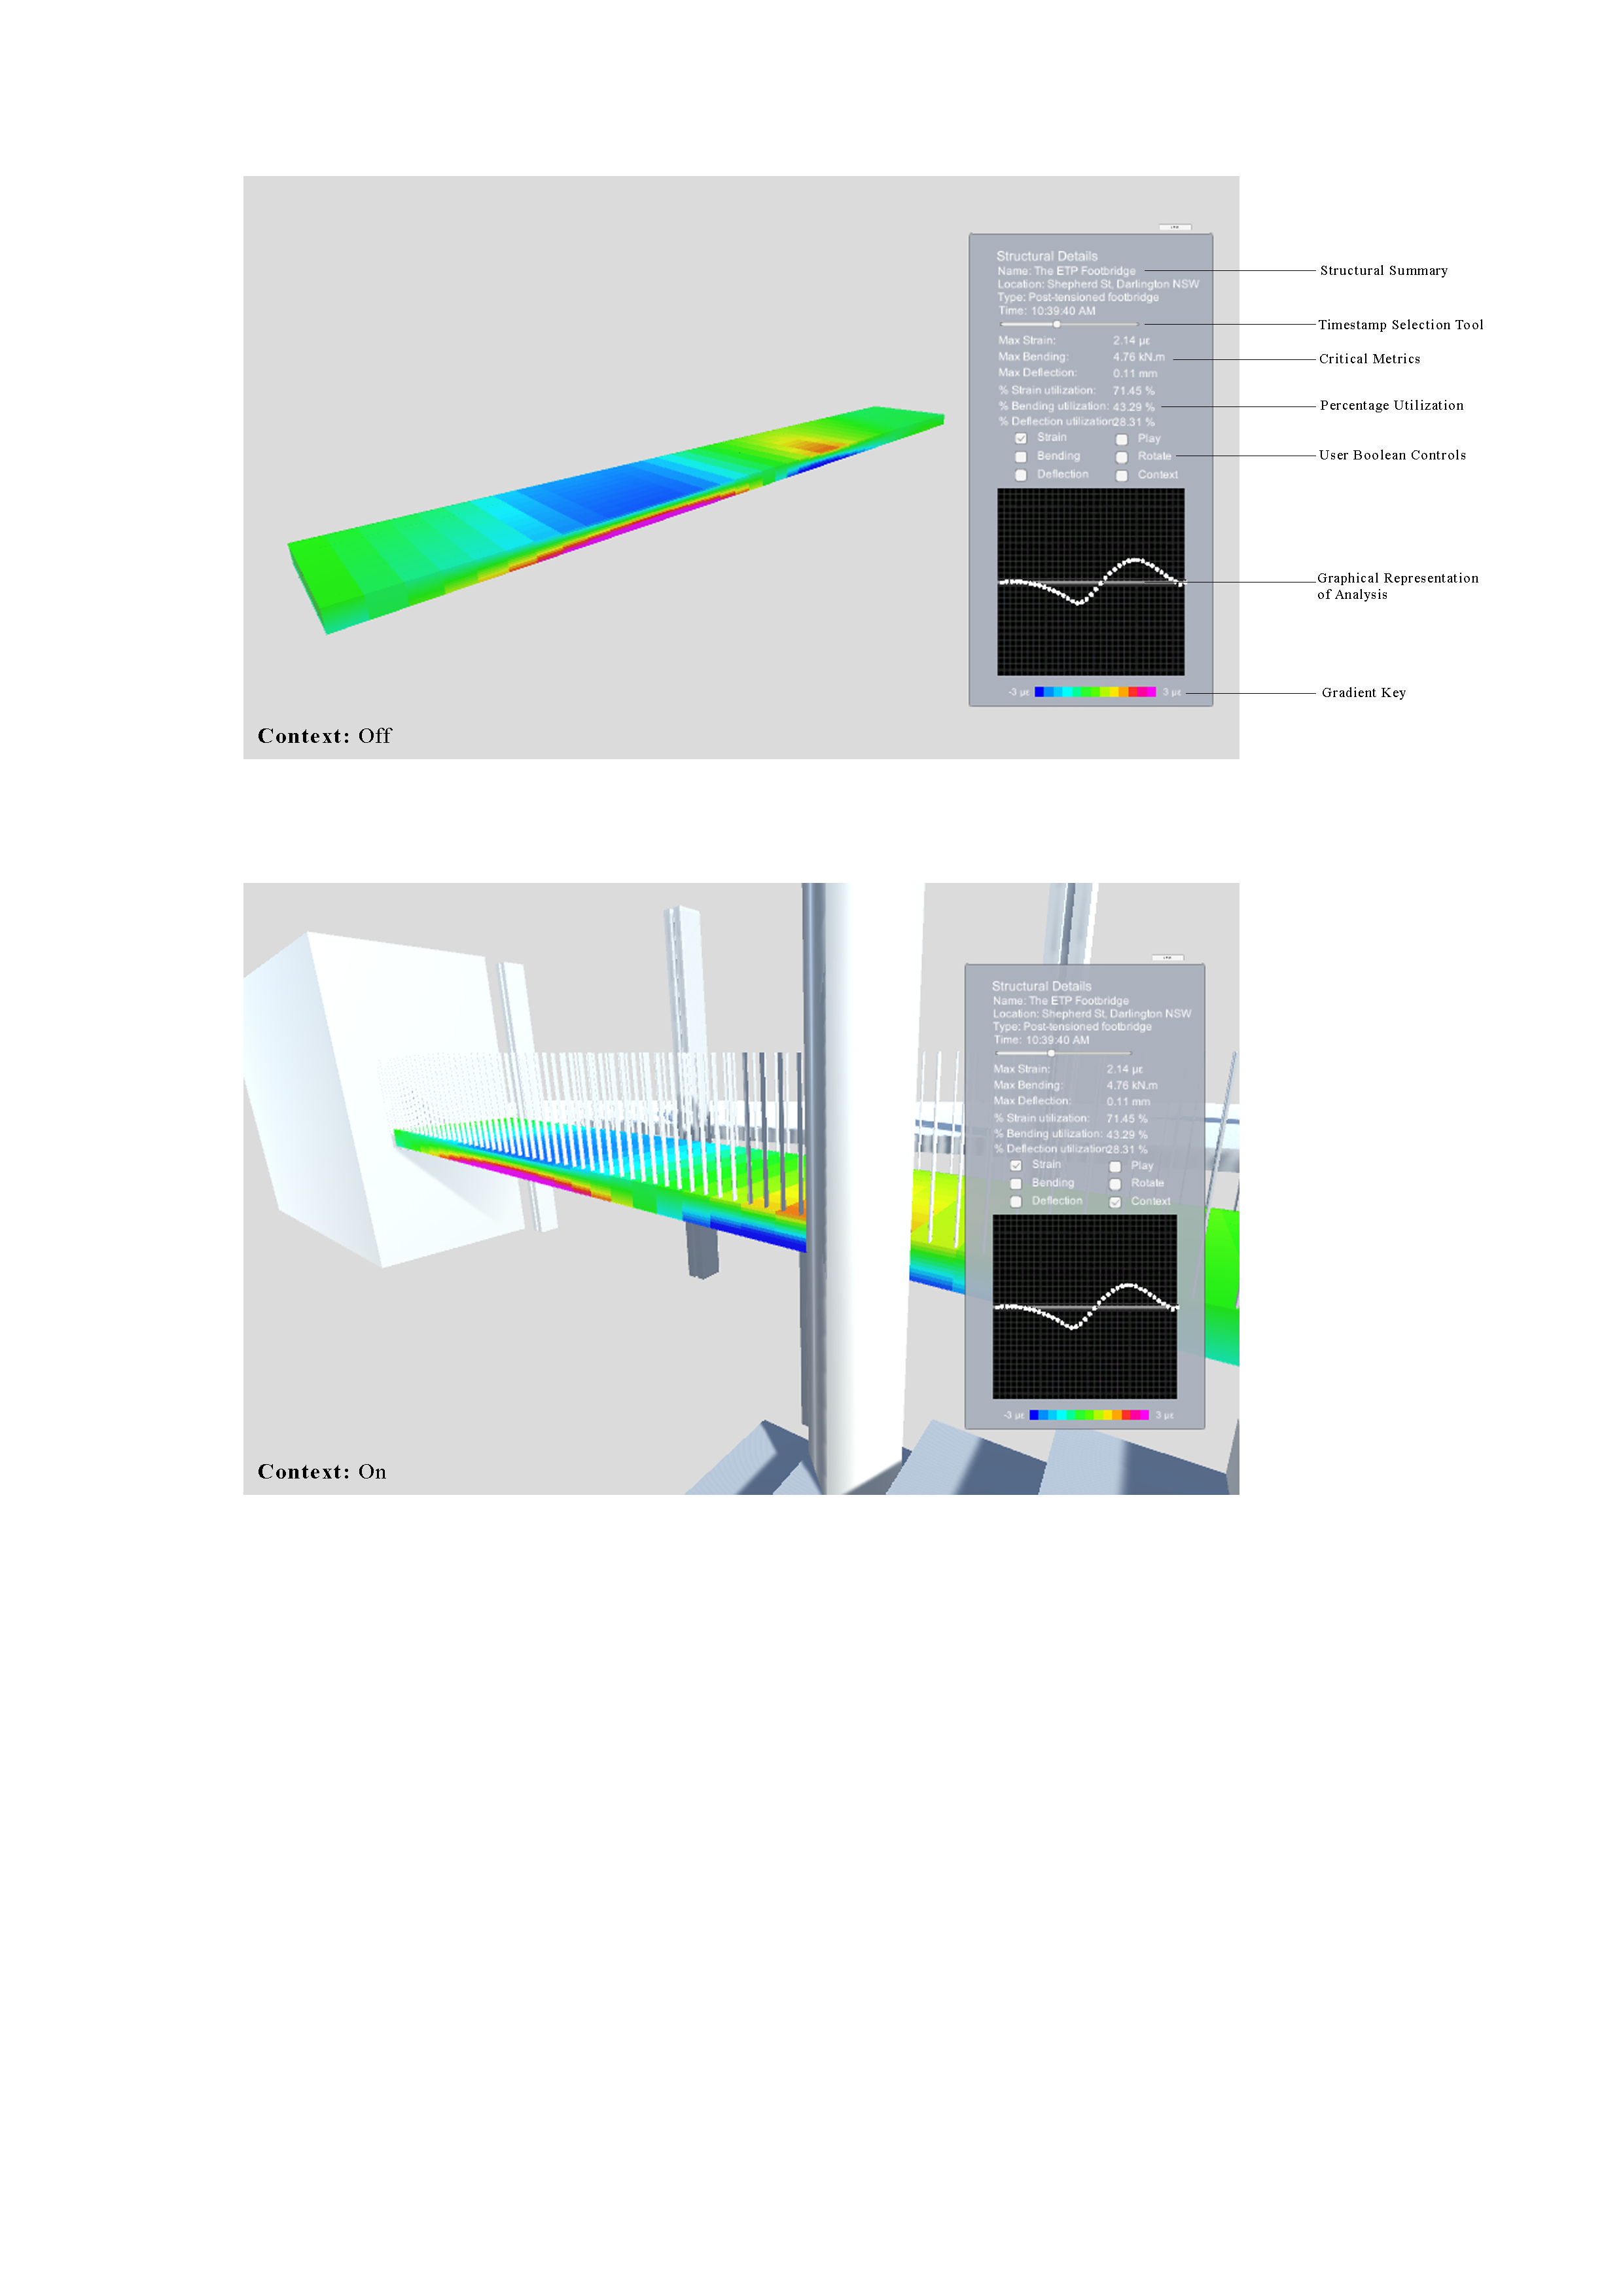 Structural Details
Name: The ETP Footbridge
Location: Shepherd St, Darlington NSW
Type: Post-tensioned footbridge
Time: 10:39:40 AM
Max Strain: 2.14 µε
Max Bending: 4.76 kN.m
Max Deflection: 0.11 mm
% Strain utilization: 71.45 %
% Bending utilization: 43.29 %
% Deflection utilization28.31 %
Strain Play
Bending Rotate
Deflection Context
-3 µε 3 µε
Structural Summary
Timestamp Selection Tool
Critical Metrics
Percentage Utilization
User Boolean Controls
Graphical Representation
of Analysis
Gradient Key
Context: Off
Structural Details
Name: The ETP Footbridge
Location: Shepherd St, Darlington NSW
Type: Post-tensioned footbridge
Time: 10:39:40 AM
Max Strain: 2.14 µε
Max Bending: 4.76 kN.m
Max Deflection: 0.11 mm
% Strain utilization: 71.45 %
% Bending utilization: 43.29 %
% Deflection utilization28.31 %
Strain Play
Bending Rotate
Deflection Context
-3 µε 3 µε
Context: On